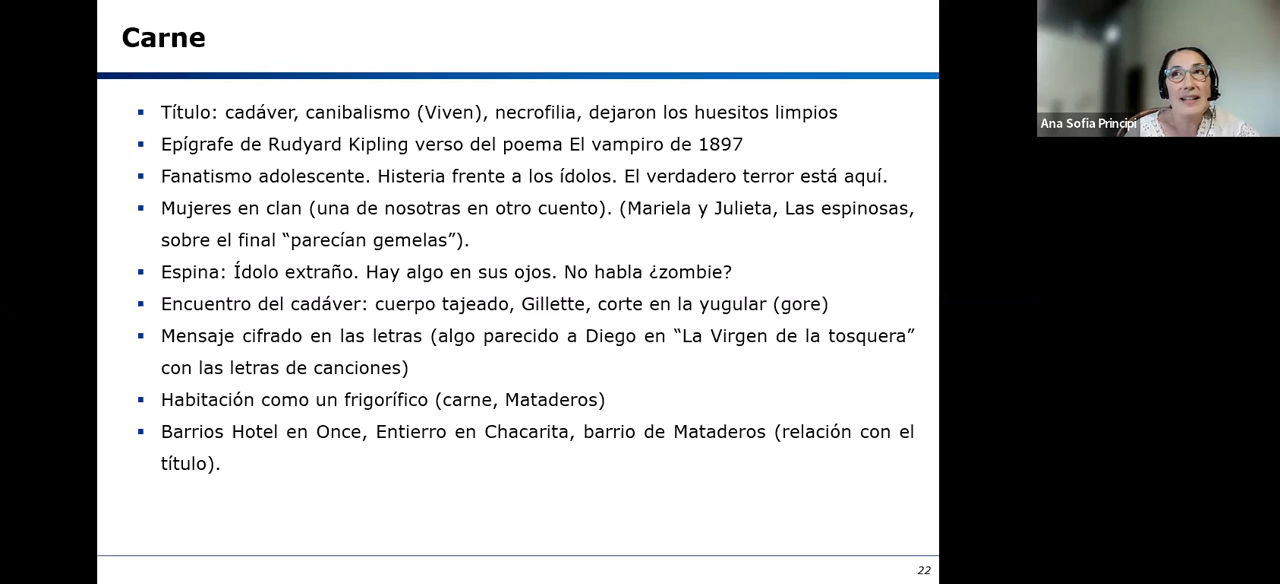 Carne
Título: cadáver, canibalismo (Viven), necrofilia, dejaron los huesitos limpios
Epígrafe de Rudyard Kipling verso del poema El vampiro de 1897
Fanatismo adolescente. Histeria frente a los ídolos. El verdadero terror está aquí.
Mujeres en clan (una de nosotras en otro cuento). (Mariela y Julieta, Las espinosas,
sobre el final “parecían gemelas”).
Espina: Ídolo extraño. Hay algo en sus ojos. No habla ¿zombie?
Encuentro del cadáver: cuerpo tajeado, Gillette, corte en la yugular (gore)
Mensaje cifrado en las letras (algo parecido a Diego en “La Virgen de la tosquera”
con las letras de canciones)
Habitación como un frigorífico (carne, Mataderos)
Barrios Hotel en Once, Entierro en Chacarita, barrio de Mataderos (relación con el
título).
22
Ana Sofía Principi